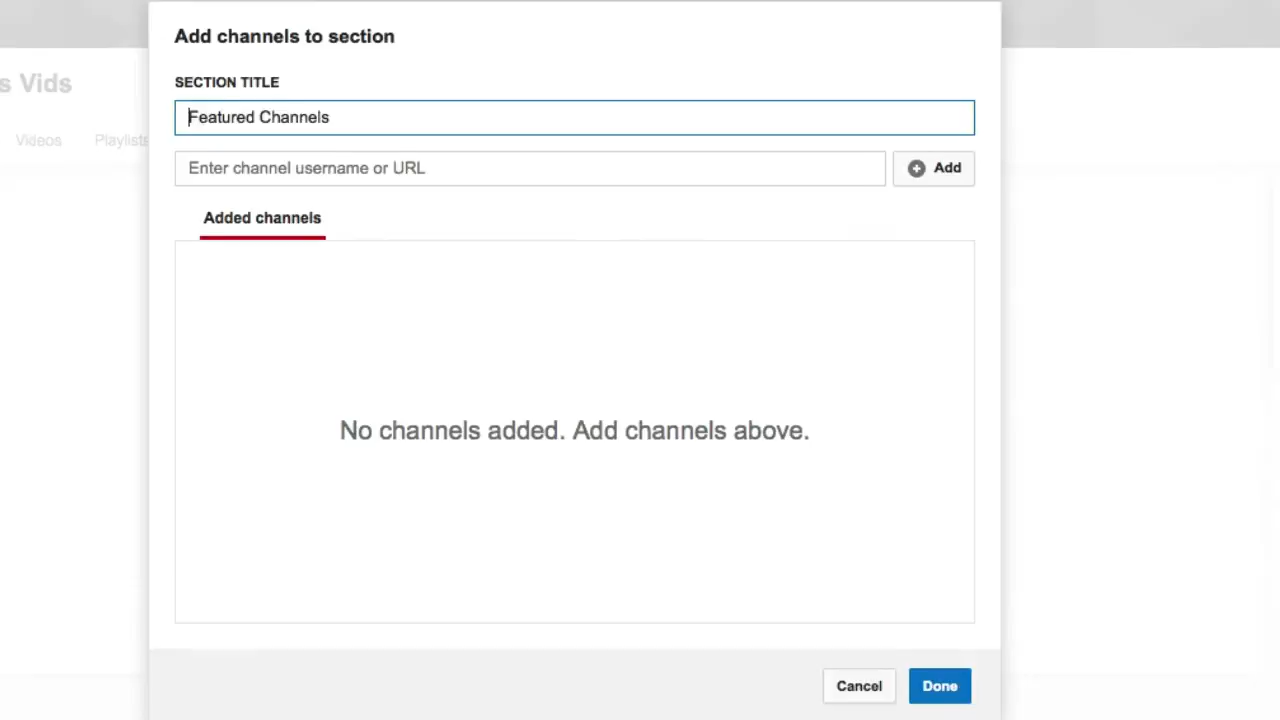 Add channels to section
s Vids
SECTION TITLE
Featured Channels
Videos Playlists
Enter channel username or URL
Add
Added channels
No channels added. Add channels above.
Cancel Done